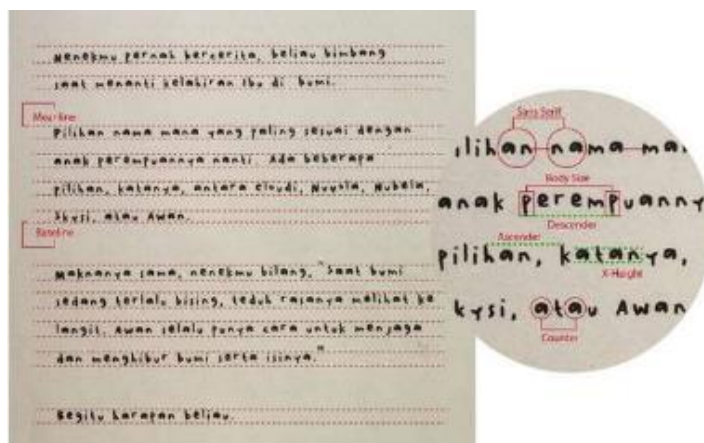 Nenekmu pernah bercerita, beliau bimbang
saat menanti kelahiran Ibu di bumi.
Mean line
Pilihan nama mana yang paling sesuai dengan
anak perempuannya nanti. Ada beberapa
pilihan, katanya, antara Cloudi, Nuvola, Nubela,
Skysi, atau Awan.
Baseline
Maknanya sama, nenekmu bilang, "Saat bumi
sedang terlalu bising, teduh rasanya melihat ke
langit. Awan selalu punya cara untuk menjaga
dan menghibur bumi serta isinya."
Begitu harapan beliau.
Sans Serif
ilihan nama ma
Body Size
anak perempuanny
Descender
Ascender
pilihan, katanya,
X-Height
kysi, atau Awan
Counter